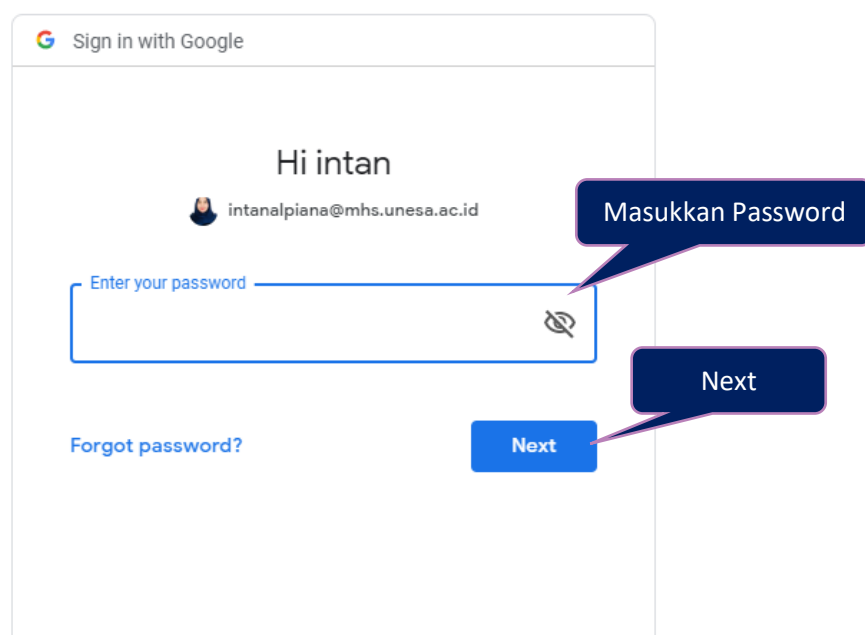 Sign in with Google
Hi intan
intanalpiana@mhs.unesa.ac.id
Masukkan Password
Enter your password
Next
Forgot password?
Next